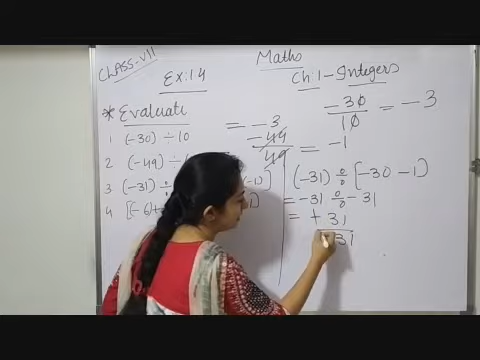 CLASS-VII
Maths
Ex:1.4
Ch:1-Integers
* Evaluate
1 (-30) ÷ 10
2 (-49) ÷
3 (-31) ÷
4 [(-6)+
= -3
-30/10 = -3
-49/49 = -1
(-31) ÷ [-30 -1)
= -31 ÷ -31
= +31
31